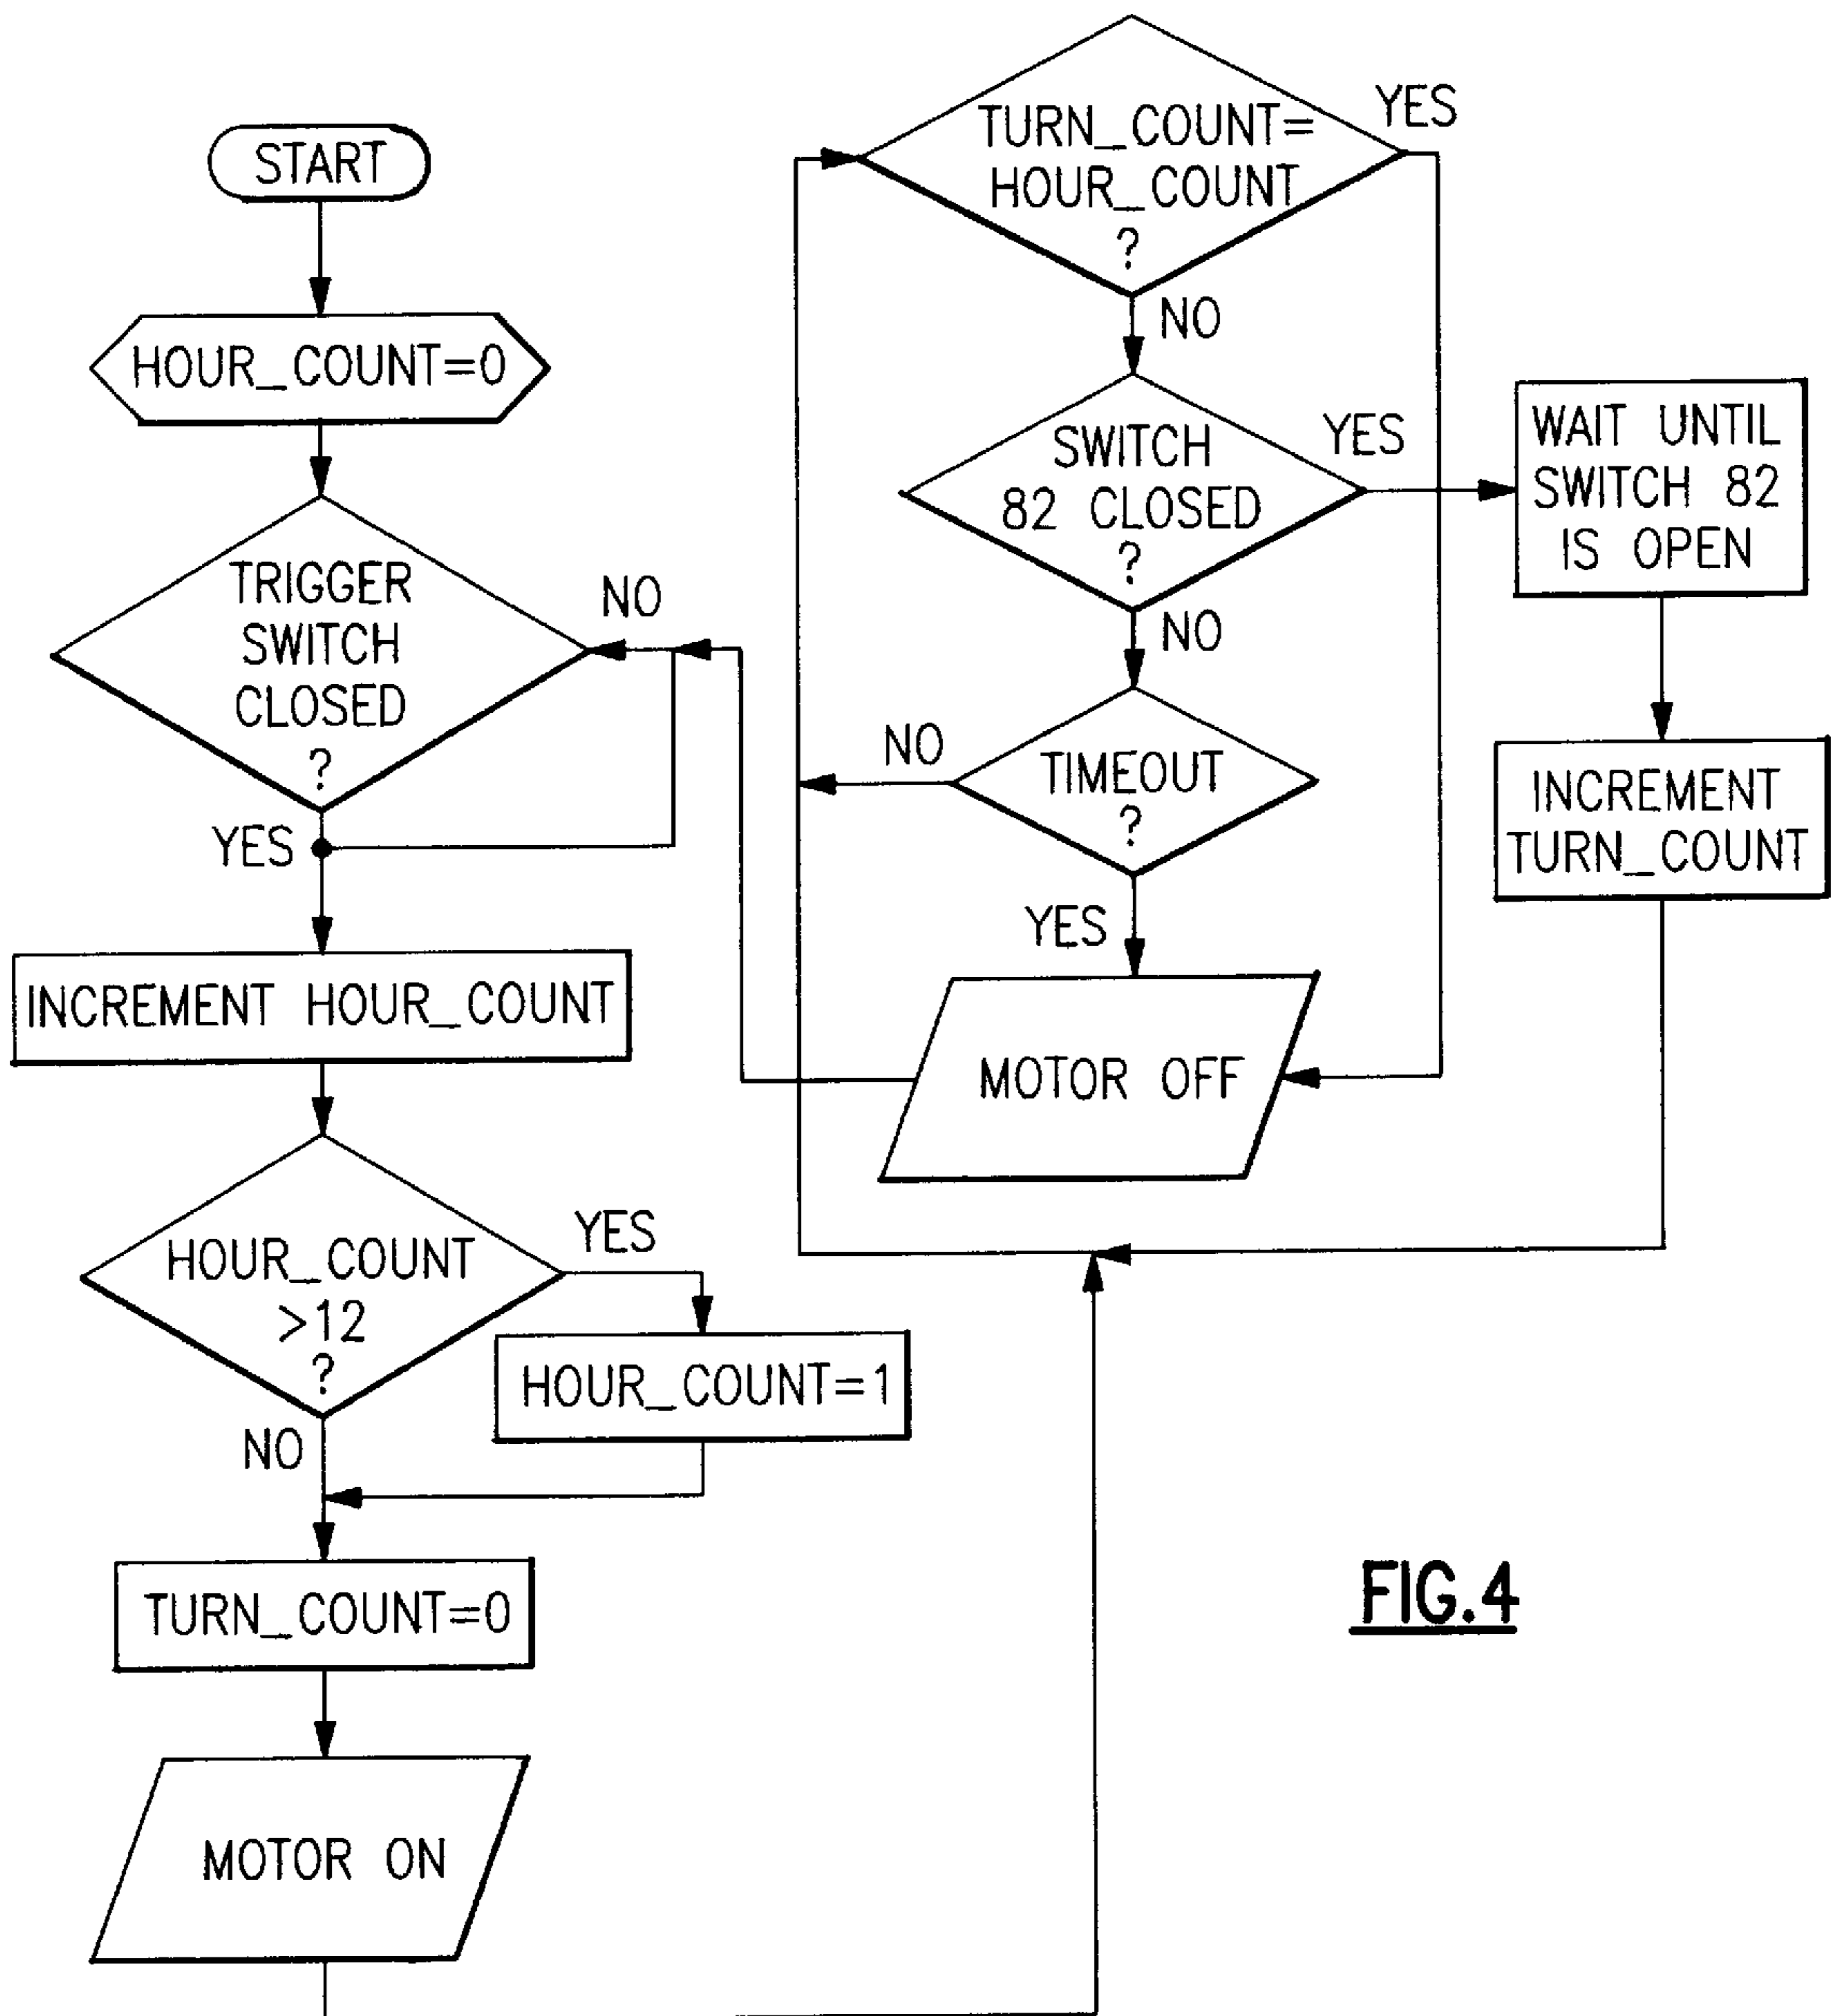 START
HOUR_COUNT=0
TRIGGER
SWITCH
CLOSED
?
NO
YES
INCREMENT HOUR_COUNT
HOUR_COUNT
>12
?
YES
HOUR_COUNT=1
NO
TURN_COUNT=0
MOTOR ON
TURN_COUNT=
HOUR_COUNT
?
YES
NO
SWITCH
82 CLOSED
?
YES
WAIT UNTIL
SWITCH 82
IS OPEN
INCREMENT
TURN_COUNT
NO
TIMEOUT
?
NO
YES
MOTOR OFF
FIG.4